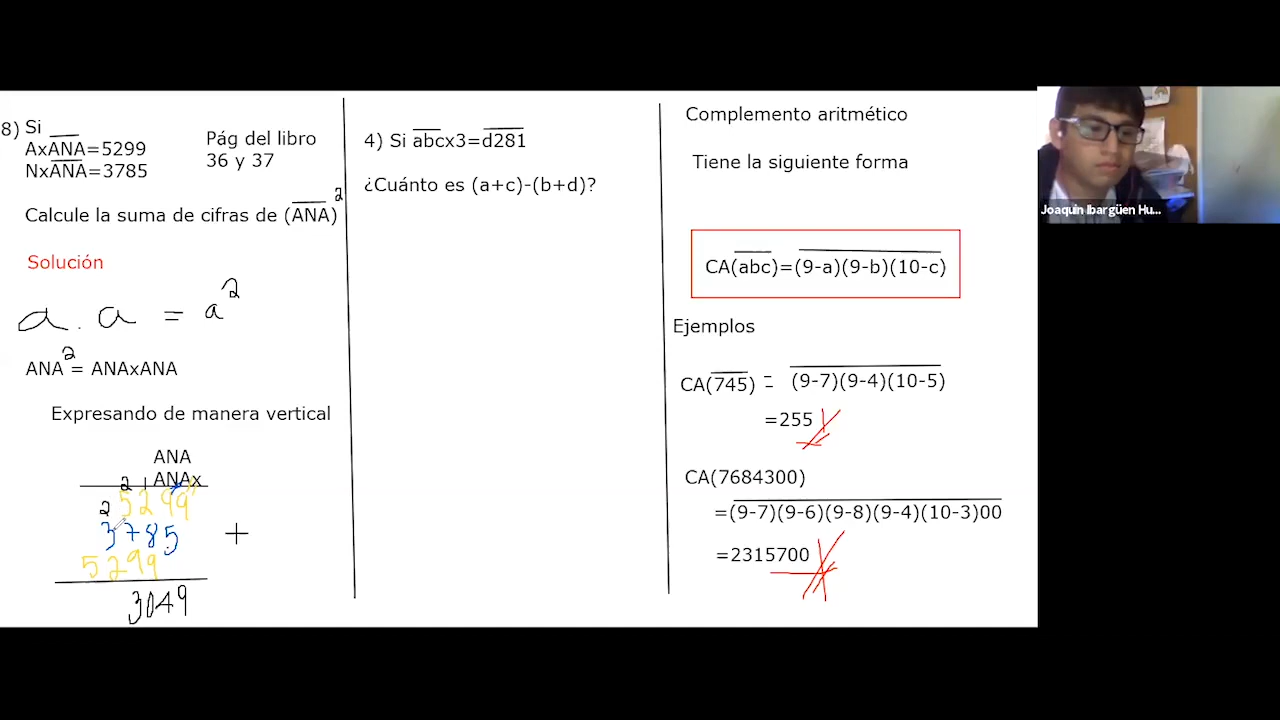 8) Si
AxANA=5299
NxANA=3785
Pág del libro
36 y 37
Calcule la suma de cifras de (ANA)²
Solución
a . a = a²
ANA² = ANAxANA
Expresando de manera vertical
ANA
2 1 ANAx
2 5299
3785 +
5299
3049
4) Si abcx3=d281
¿Cuánto es (a+c)-(b+d)?
Complemento aritmético
Tiene la siguiente forma
CA(abc)=(9-a)(9-b)(10-c)
Ejemplos
CA(745) = (9-7)(9-4)(10-5)
=255
CA(7684300)
=(9-7)(9-6)(9-8)(9-4)(10-3)00
=2315700
Joaquin Ibargüen Hu...